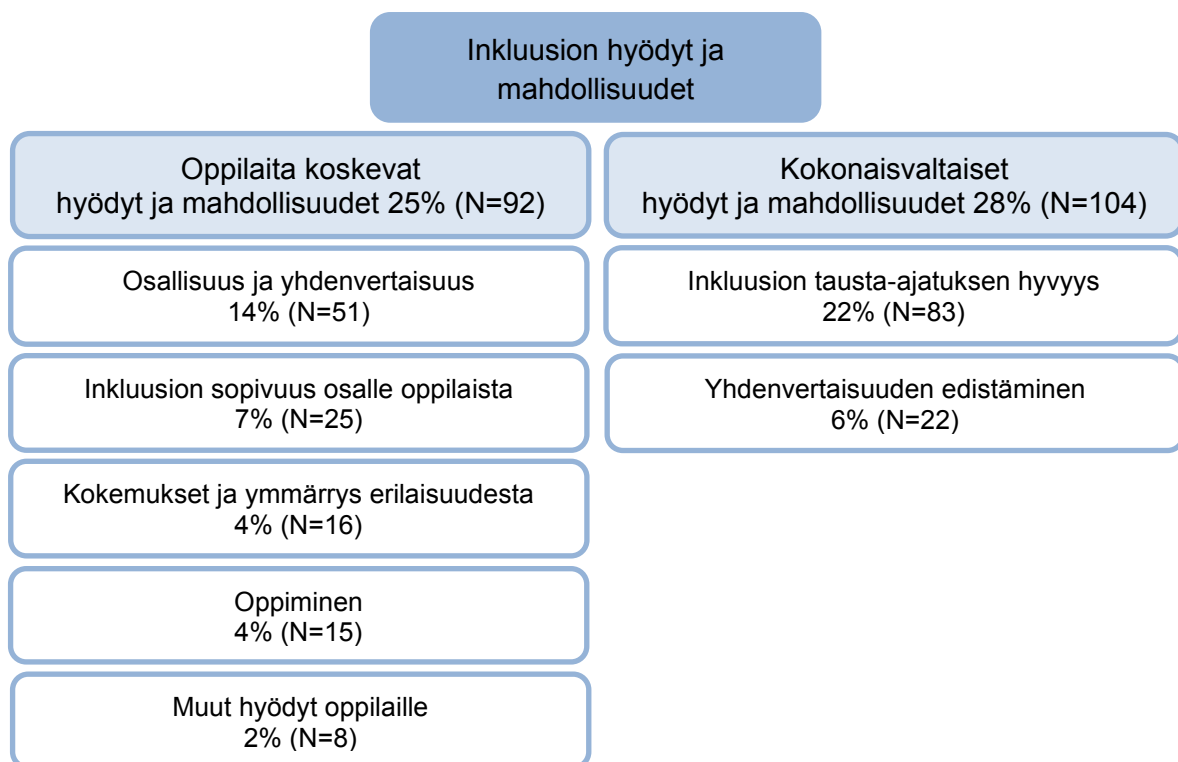 Inkluusion hyödyt ja
mahdollisuudet
Oppilaita koskevat
hyödyt ja mahdollisuudet 25% (N=92)
Osallisuus ja yhdenvertaisuus
14% (N=51)
Inkluusion sopivuus osalle oppilaista
7% (N=25)
Kokemukset ja ymmärrys erilaisuudesta
4% (N=16)
Oppiminen
4% (N=15)
Muut hyödyt oppilaille
2% (N=8)
Kokonaisvaltaiset
hyödyt ja mahdollisuudet 28% (N=104)
Inkluusion tausta-ajatuksen hyvyys
22% (N=83)
Yhdenvertaisuuden edistäminen
6% (N=22)